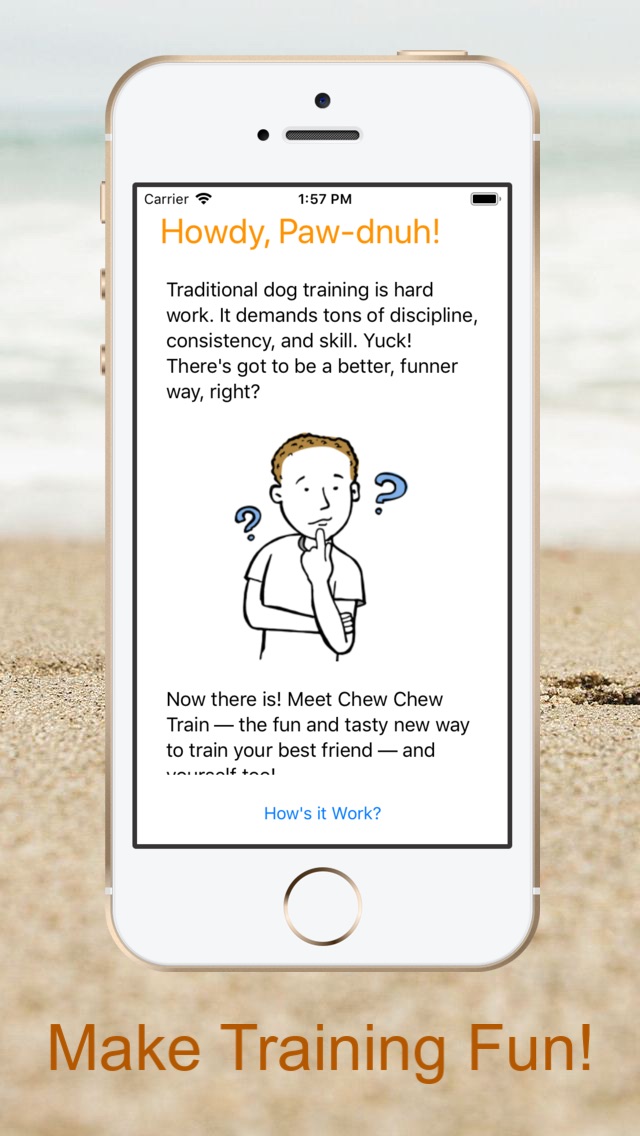 Carrier
1:57 PM
Howdy, Paw-dnuh!
Traditional dog training is hard
work. It demands tons of discipline,
consistency, and skill. Yuck!
There's got to be a better, funner
way, right?
?
?
Now there is! Meet Chew Chew
Train — the fun and tasty new way
to train your best friend — and
yourself too!
How's it Work?
Make Training Fun!